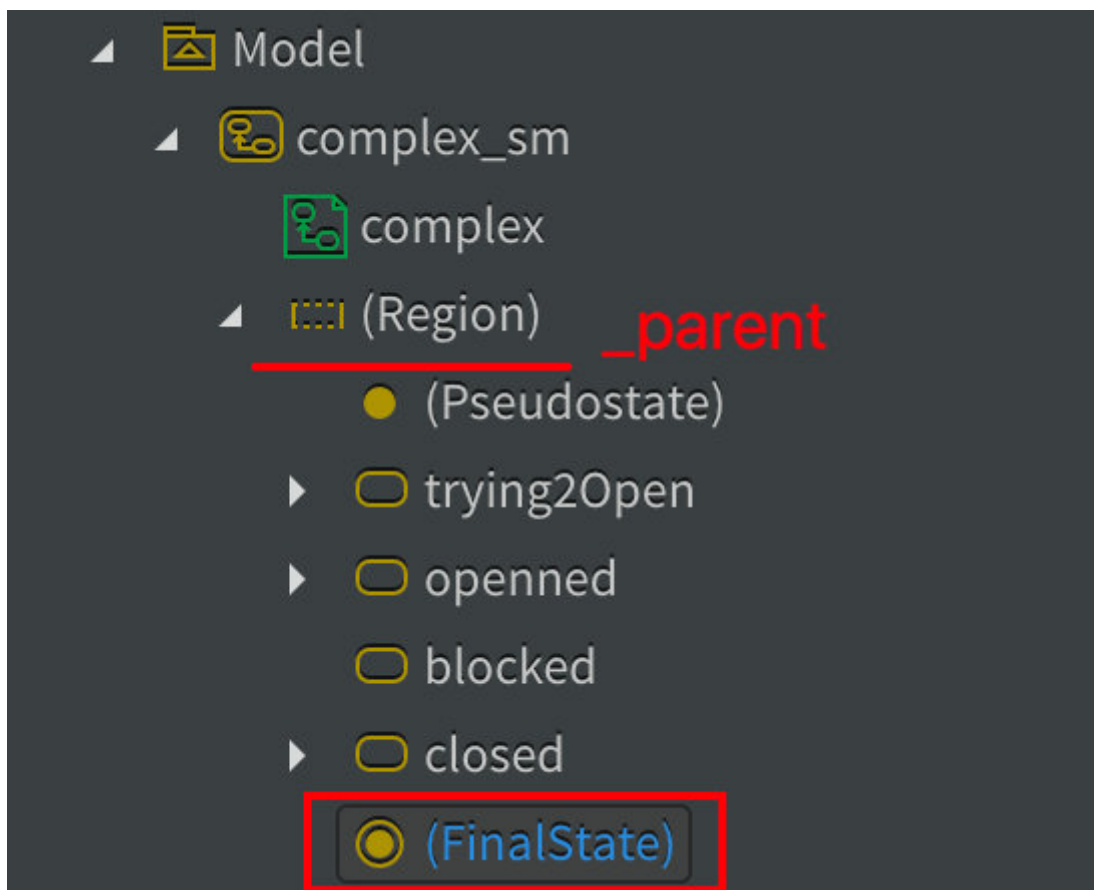 Model
complex_sm
complex
(Region) _parent
(Pseudostate)
trying2Open
openned
blocked
closed
(FinalState)